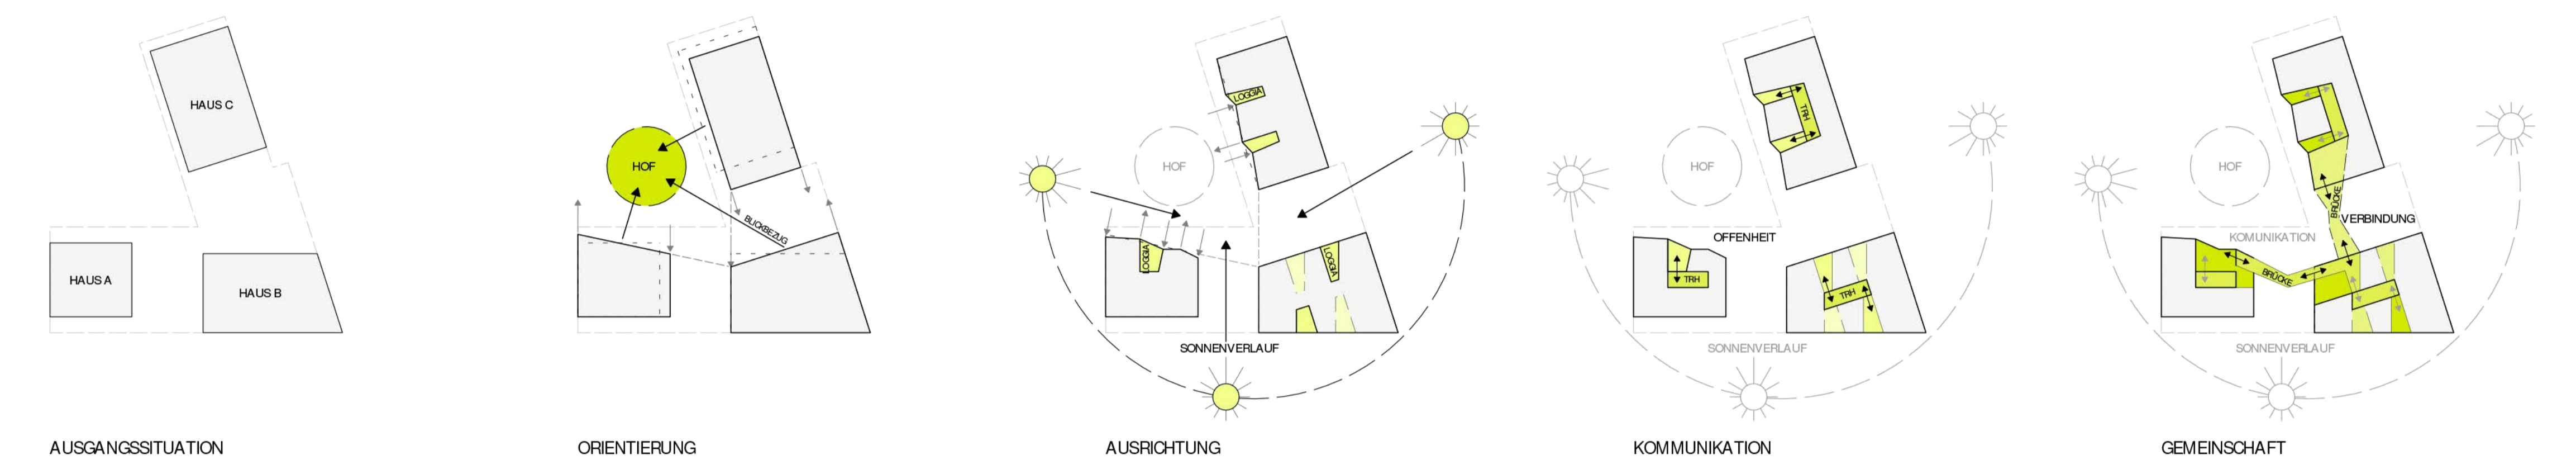 HAUS C
HAUS A
HAUS B
AUSGANGSSITUATION
HOF
BLICKBEZUG
ORIENTIERUNG
LOGGIA
HOF
LOGGIA
LOGGIA
SONNENVERLAUF
AUSRICHTUNG
TRH
HOF
OFFENHEIT
TRH
TRH
SONNENVERLAUF
KOMMUNIKATION
HOF
BRÜCKE
VERBINDUNG
KOMUNIKATION
BRÜCKE
SONNENVERLAUF
GEMEINSCHAFT